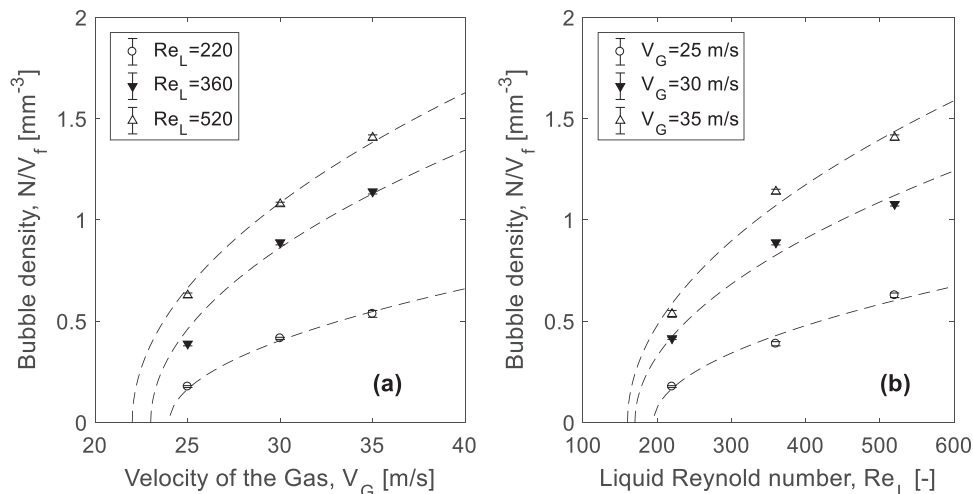 2
1.5
1
0.5
0
20 25 30 35 40
Bubble density, N/V_f [mm^-3]
Velocity of the Gas, V_G [m/s]
Re_L=220
Re_L=360
Re_L=520
(a)
2
1.5
1
0.5
0
100 200 300 400 500 600
Bubble density, N/V_f [mm^-3]
Liquid Reynold number, Re_L [-]
V_G=25 m/s
V_G=30 m/s
V_G=35 m/s
(b)